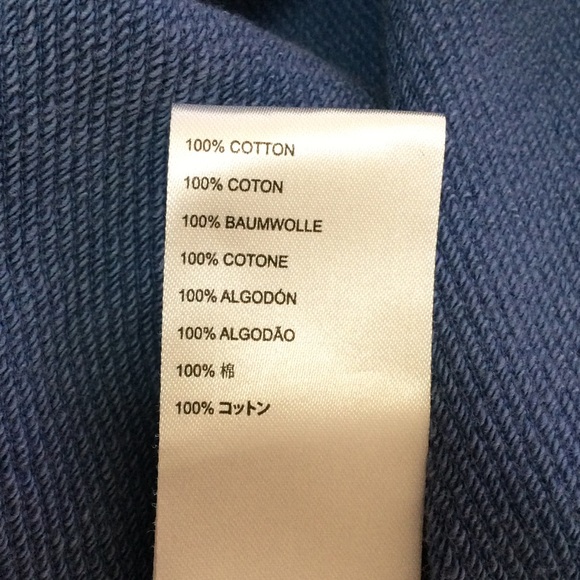 100% COTTON
100% COTON
100% BAUMWOLLE
100% COTONE
100% ALGODÓN
100% ALGODÃO
100% 棉
100% コットン